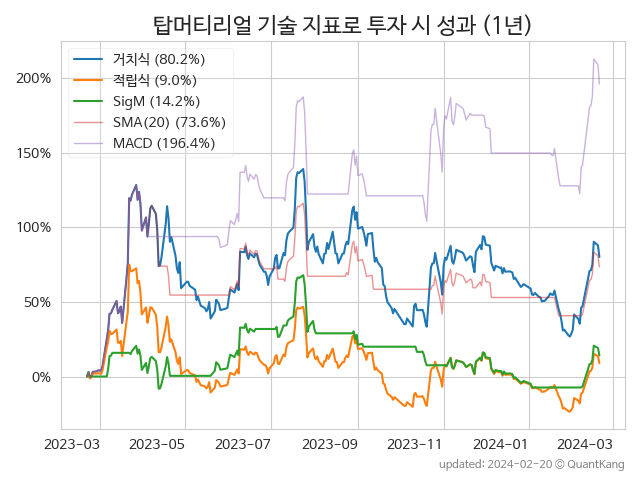 탑머티리얼 기술 지표로 투자 시 성과 (1년)
거치식 (80.2%)
적립식 (9.0%)
SigM (14.2%)
SMA(20) (73.6%)
MACD (196.4%)
200%
150%
100%
50%
0%
2023-03 2023-05 2023-07 2023-09 2023-11 2024-01 2024-03
updated: 2024-02-20 © QuantKang